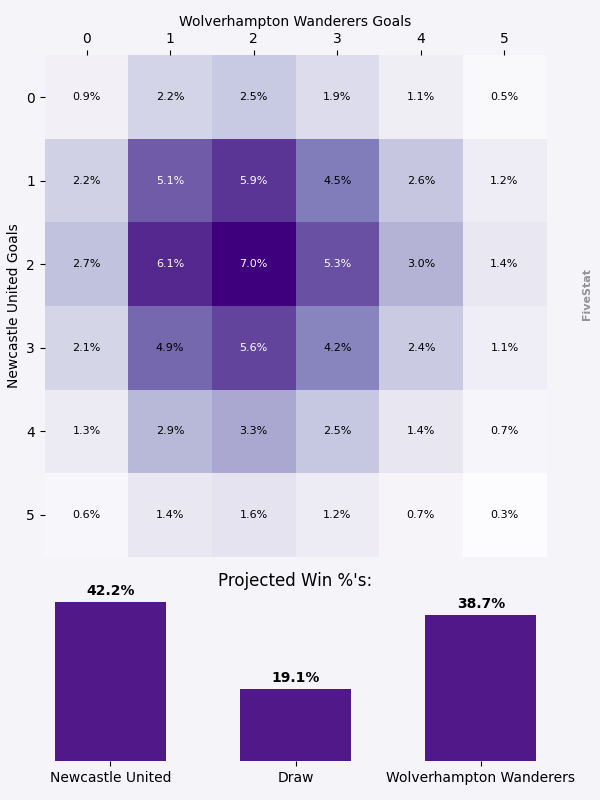 Wolverhampton Wanderers Goals
0 1 2 3 4 5
0 0.9% 2.2% 2.5% 1.9% 1.1% 0.5%
1 2.2% 5.1% 5.9% 4.5% 2.6% 1.2%
2 2.7% 6.1% 7.0% 5.3% 3.0% 1.4%
3 2.1% 4.9% 5.6% 4.2% 2.4% 1.1%
4 1.3% 2.9% 3.3% 2.5% 1.4% 0.7%
5 0.6% 1.4% 1.6% 1.2% 0.7% 0.3%
Newcastle United Goals
FiveStat
Projected Win %'s:
42.2% 19.1% 38.7%
Newcastle United Draw Wolverhampton Wanderers